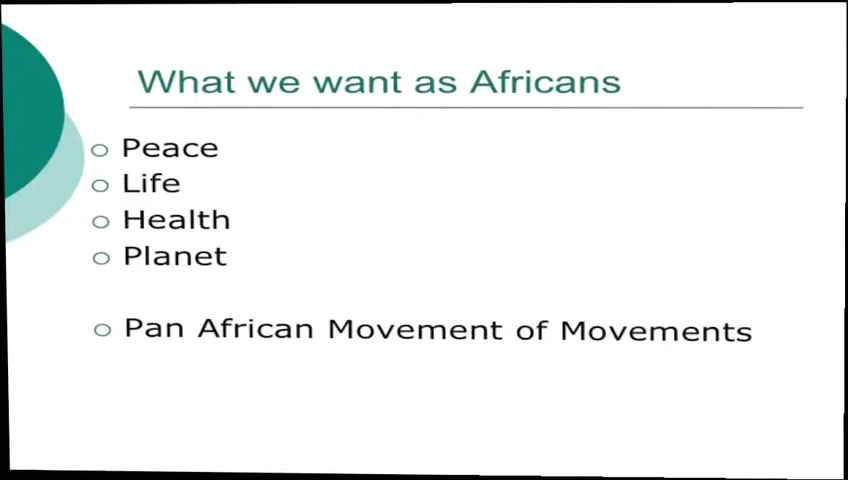 What we want as Africans
Peace
Life
Health
Planet
Pan African Movement of Movements